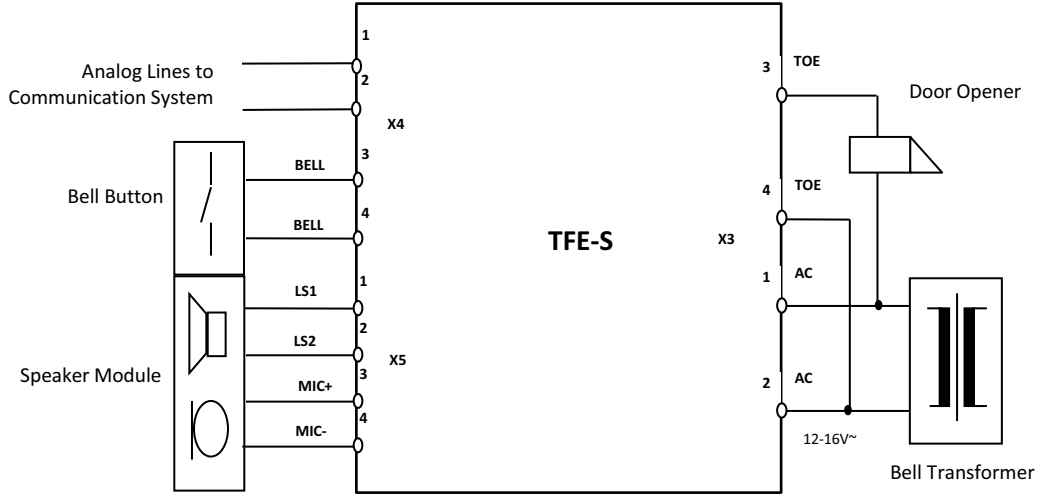 1
Analog Lines to
Communication System
2
X4
3
BELL
Bell Button
4
BELL
1
LS1
2
LS2
X5
Speaker Module
3
MIC+
4
MIC-
TFE-S
3 TOE
Door Opener
4 TOE
X3
1 AC
2 AC
12-16V~
Bell Transformer